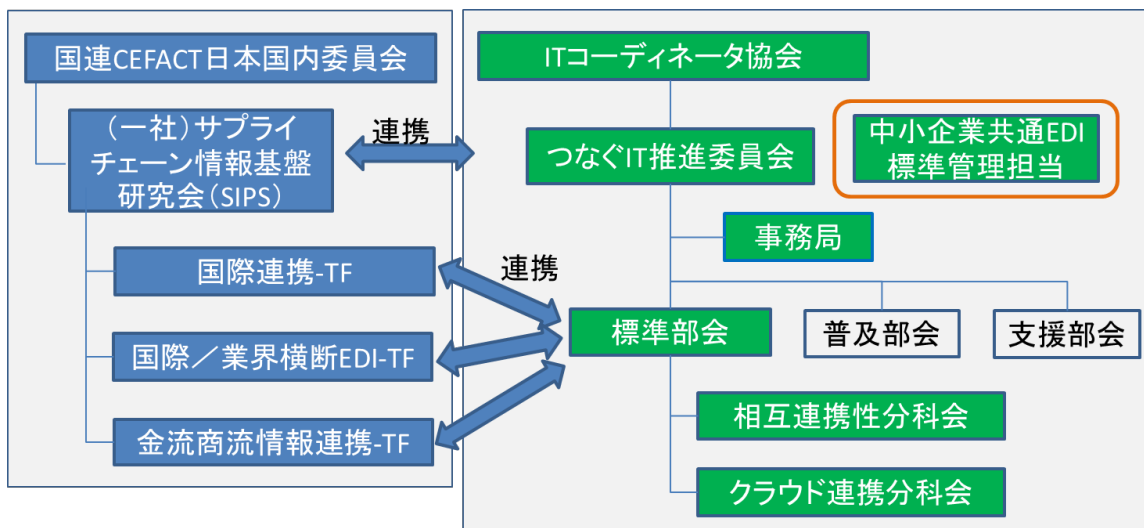 国連CEFACT日本国内委員会
（一社）サプライ
チェーン情報基盤
研究会（SIPS）
国際連携-TF
国際／業界横断EDI-TF
金流商流情報連携-TF
連携
連携
ITコーディネータ協会
つなぐIT推進委員会
中小企業共通EDI
標準管理担当
事務局
標準部会
普及部会
支援部会
相互連携性分科会
クラウド連携分科会